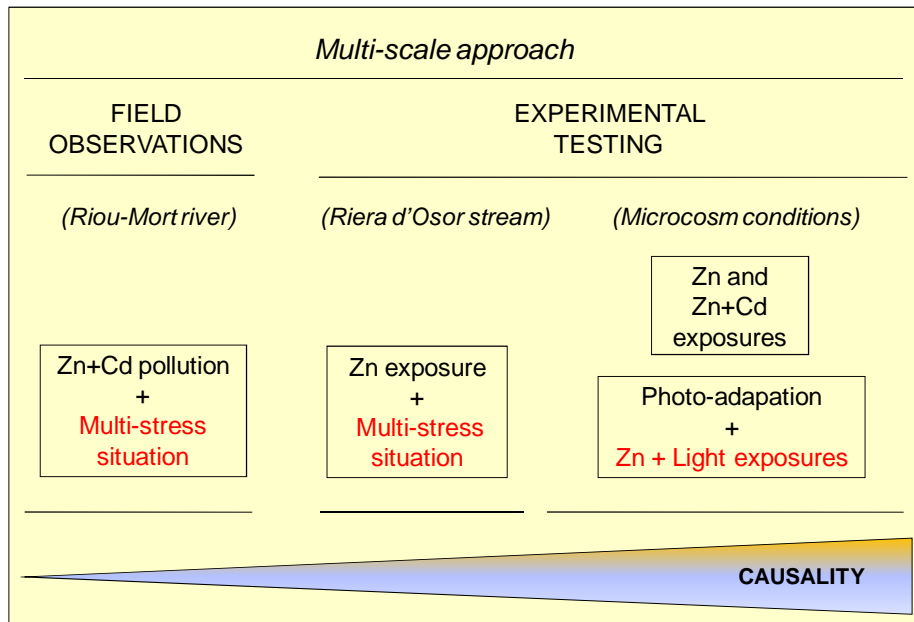 Multi-scale approach
FIELD
OBSERVATIONS
EXPERIMENTAL
TESTING
(Riou-Mort river)
(Riera d'Osor stream)
(Microcosm conditions)
Zn and
Zn+Cd
exposures
Zn+Cd pollution
+
Multi-stress
situation
Zn exposure
+
Multi-stress
situation
Photo-adapation
+
Zn + Light exposures
CAUSALITY